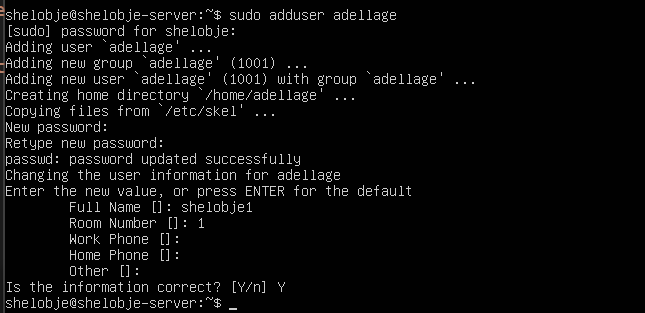 shelobje@shelobje-server:~$ sudo adduser adellage
[sudo] password for shelobje:
Adding user `adellage' ...
Adding new group `adellage' (1001) ...
Adding new user `adellage' (1001) with group `adellage' ...
Creating home directory `/home/adellage' ...
Copying files from `/etc/skel' ...
New password:
Retype new password:
passwd: password updated successfully
Changing the user information for adellage
Enter the new value, or press ENTER for the default
        Full Name []: shelobje1
        Room Number []: 1
        Work Phone []:
        Home Phone []:
        Other []:
Is the information correct? [Y/n] Y
shelobje@shelobje-server:~$ _